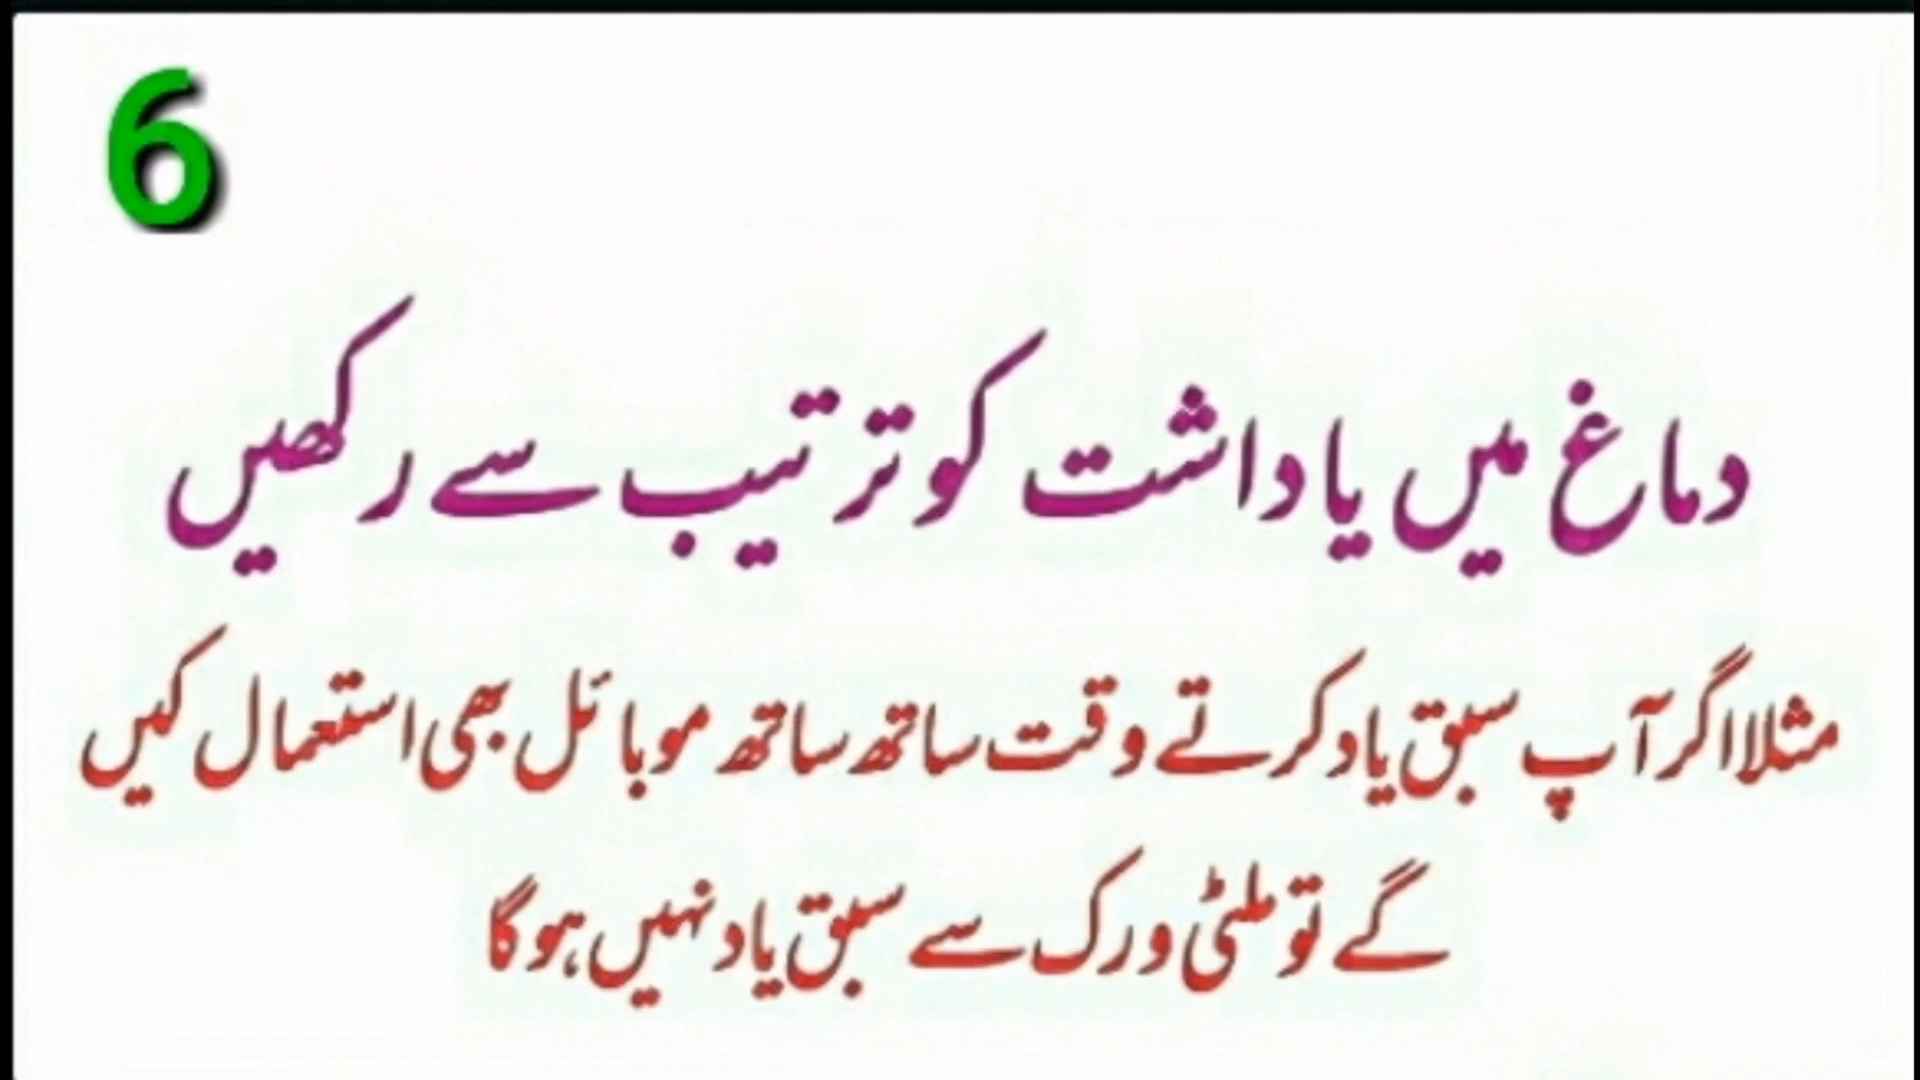 6
دماغ میں یاداشت کو ترتیب سے رکھیں
مثلا اگر آپ سبق یاد کرتے وقت ساتھ ساتھ موبائل بھی استعمال کیں
گے تو ملٹی ورک سے سبق یاد نہیں ہوگا